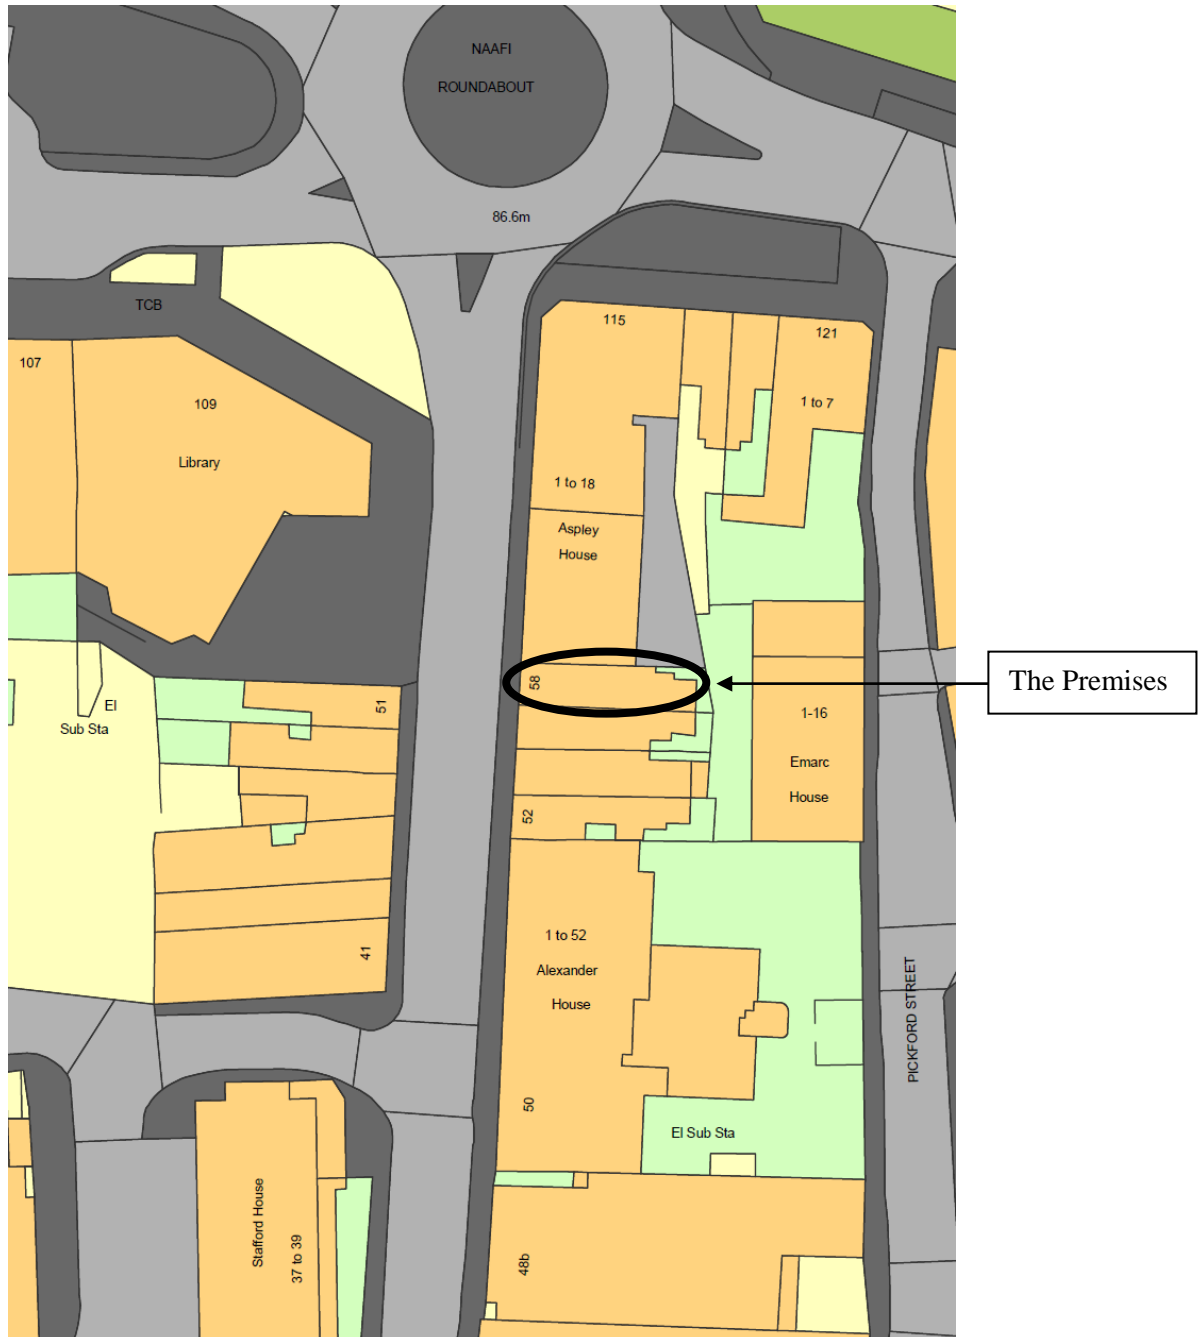 NAAFI
ROUNDABOUT
86.6m
TCB
107
109
Library
115
121
1 to 7
1 to 18
Aspley
House
58
The Premises
El
Sub Sta
51
1-16
Emarc
House
52
41
1 to 52
Alexander
House
50
PICKFORD STREET
El Sub Sta
Stafford House
37 to 39
48b